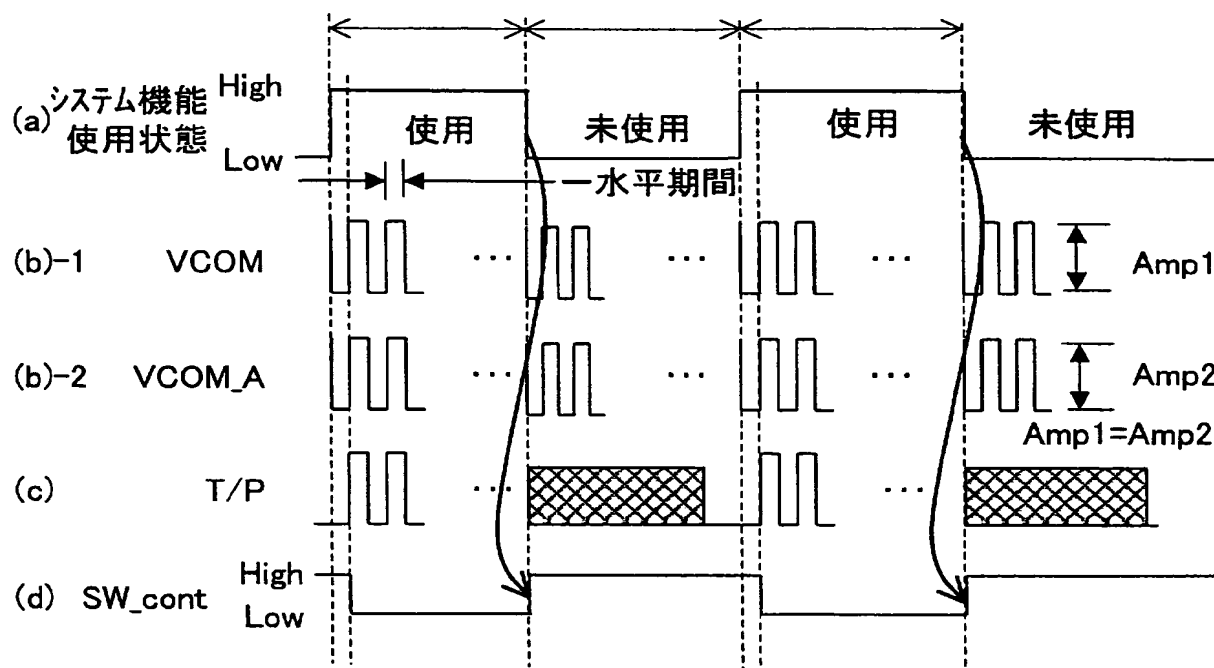 (a) システム機能 使用状態 High Low
使用 未使用 使用 未使用
一水平期間
(b)-1 VCOM ・・・ ・・・ ・・・ Amp1
(b)-2 VCOM_A ・・・ ・・・ ・・・ Amp2
Amp1=Amp2
(c) T/P ・・・ ・・・
(d) SW_cont High Low